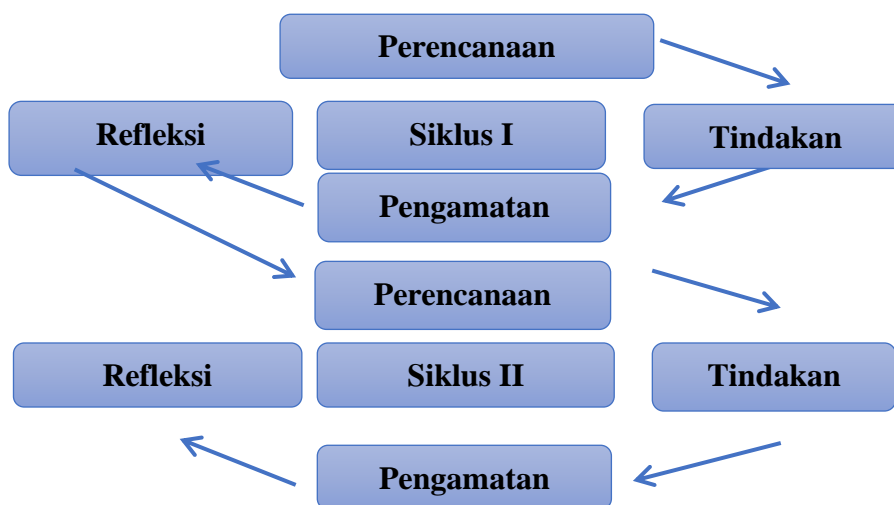 Perencanaan
Refleksi
Siklus I
Tindakan
Pengamatan
Perencanaan
Refleksi
Siklus II
Tindakan
Pengamatan